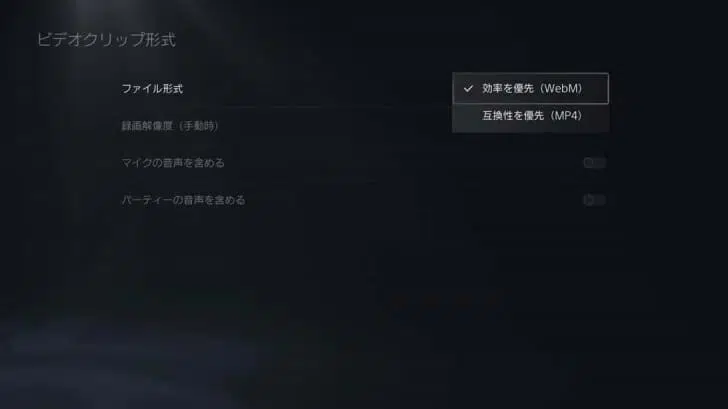 ビデオクリップ形式
ファイル形式
効率を優先（WebM）
互換性を優先（MP4）
録画解像度（手動時）
マイクの音声を含める
パーティーの音声を含める